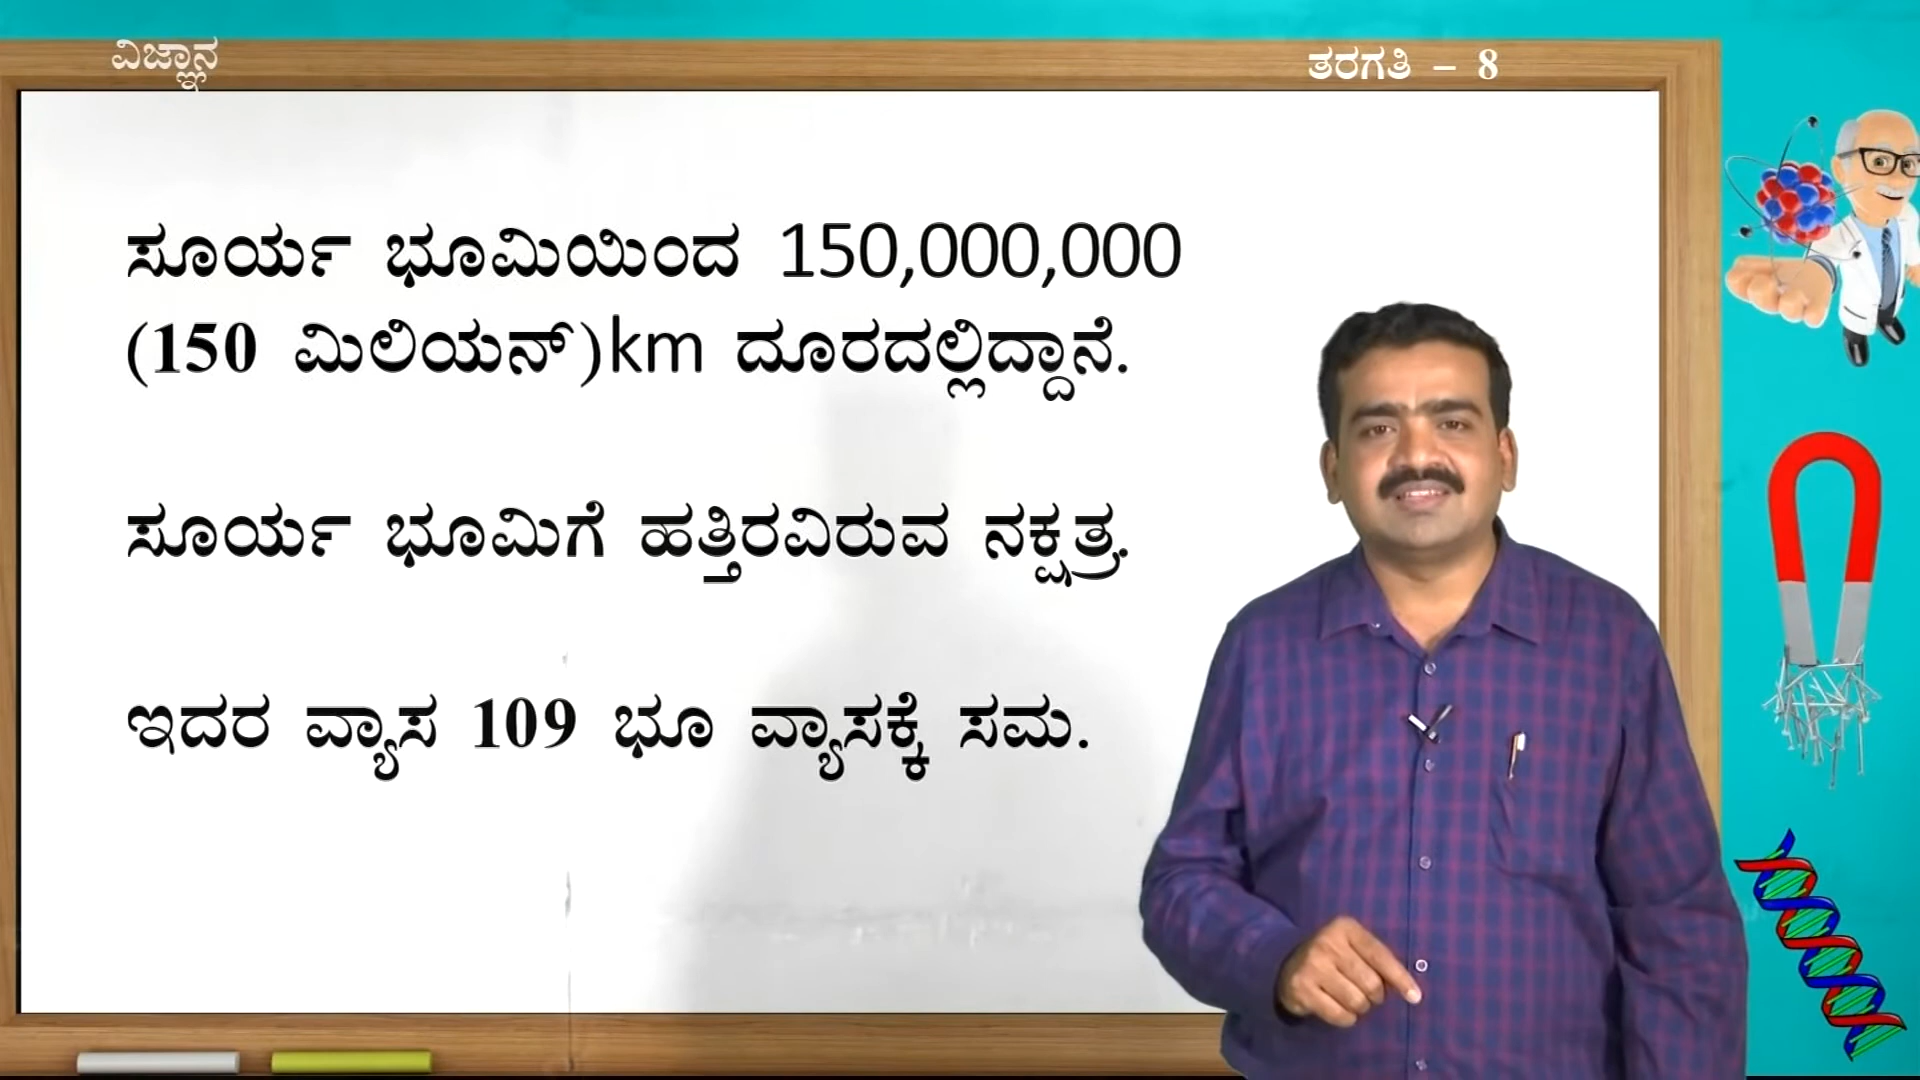 ವಿಜ್ಞಾನ
ತರಗತಿ – 8
ಸೂರ್ಯ ಭೂಮಿಯಿಂದ 150,000,000
(150 ಮಿಲಿಯನ್)km ದೂರದಲ್ಲಿದ್ದಾನೆ.
ಸೂರ್ಯ ಭೂಮಿಗೆ ಹತ್ತಿರವಿರುವ ನಕ್ಷತ್ರ.
ಇದರ ವ್ಯಾಸ 109 ಭೂ ವ್ಯಾಸಕ್ಕೆ ಸಮ.